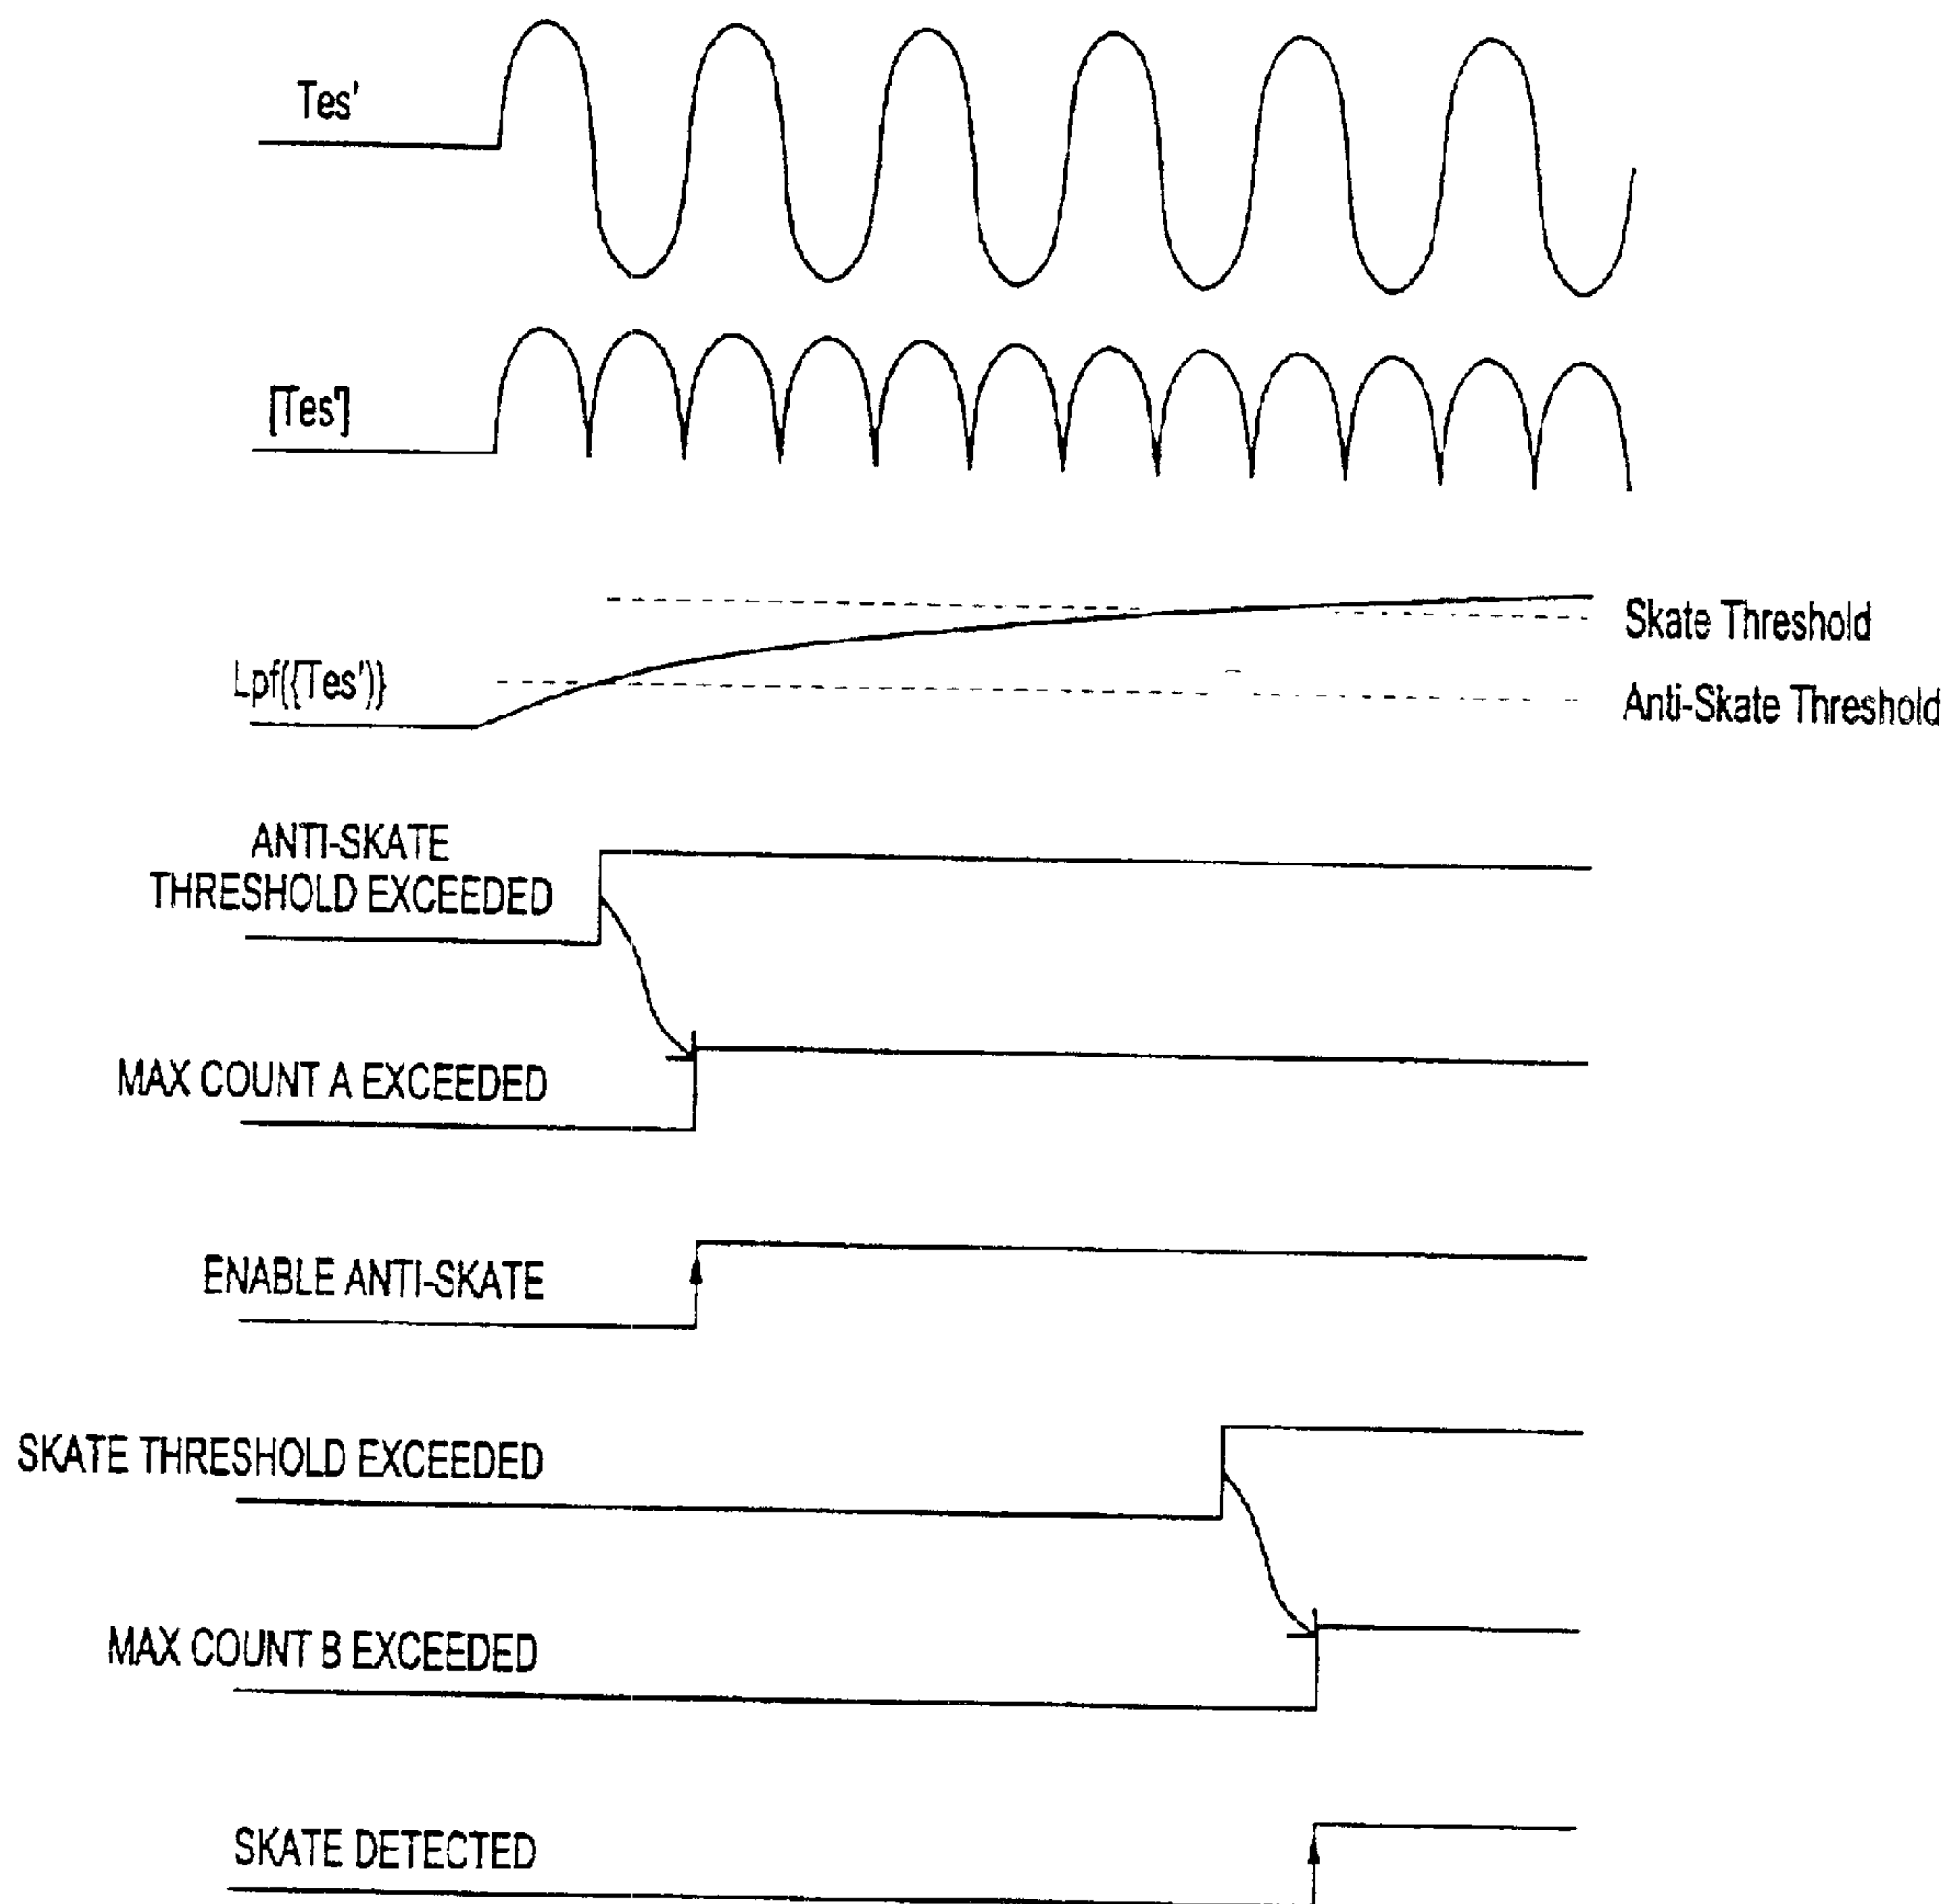 Tes'
[Tes']
Skate Threshold
Lpf({Tes')}
Anti-Skate Threshold
ANTI-SKATE
THRESHOLD EXCEEDED
MAX COUNT A EXCEEDED
ENABLE ANTI-SKATE
SKATE THRESHOLD EXCEEDED
MAX COUNT B EXCEEDED
SKATE DETECTED